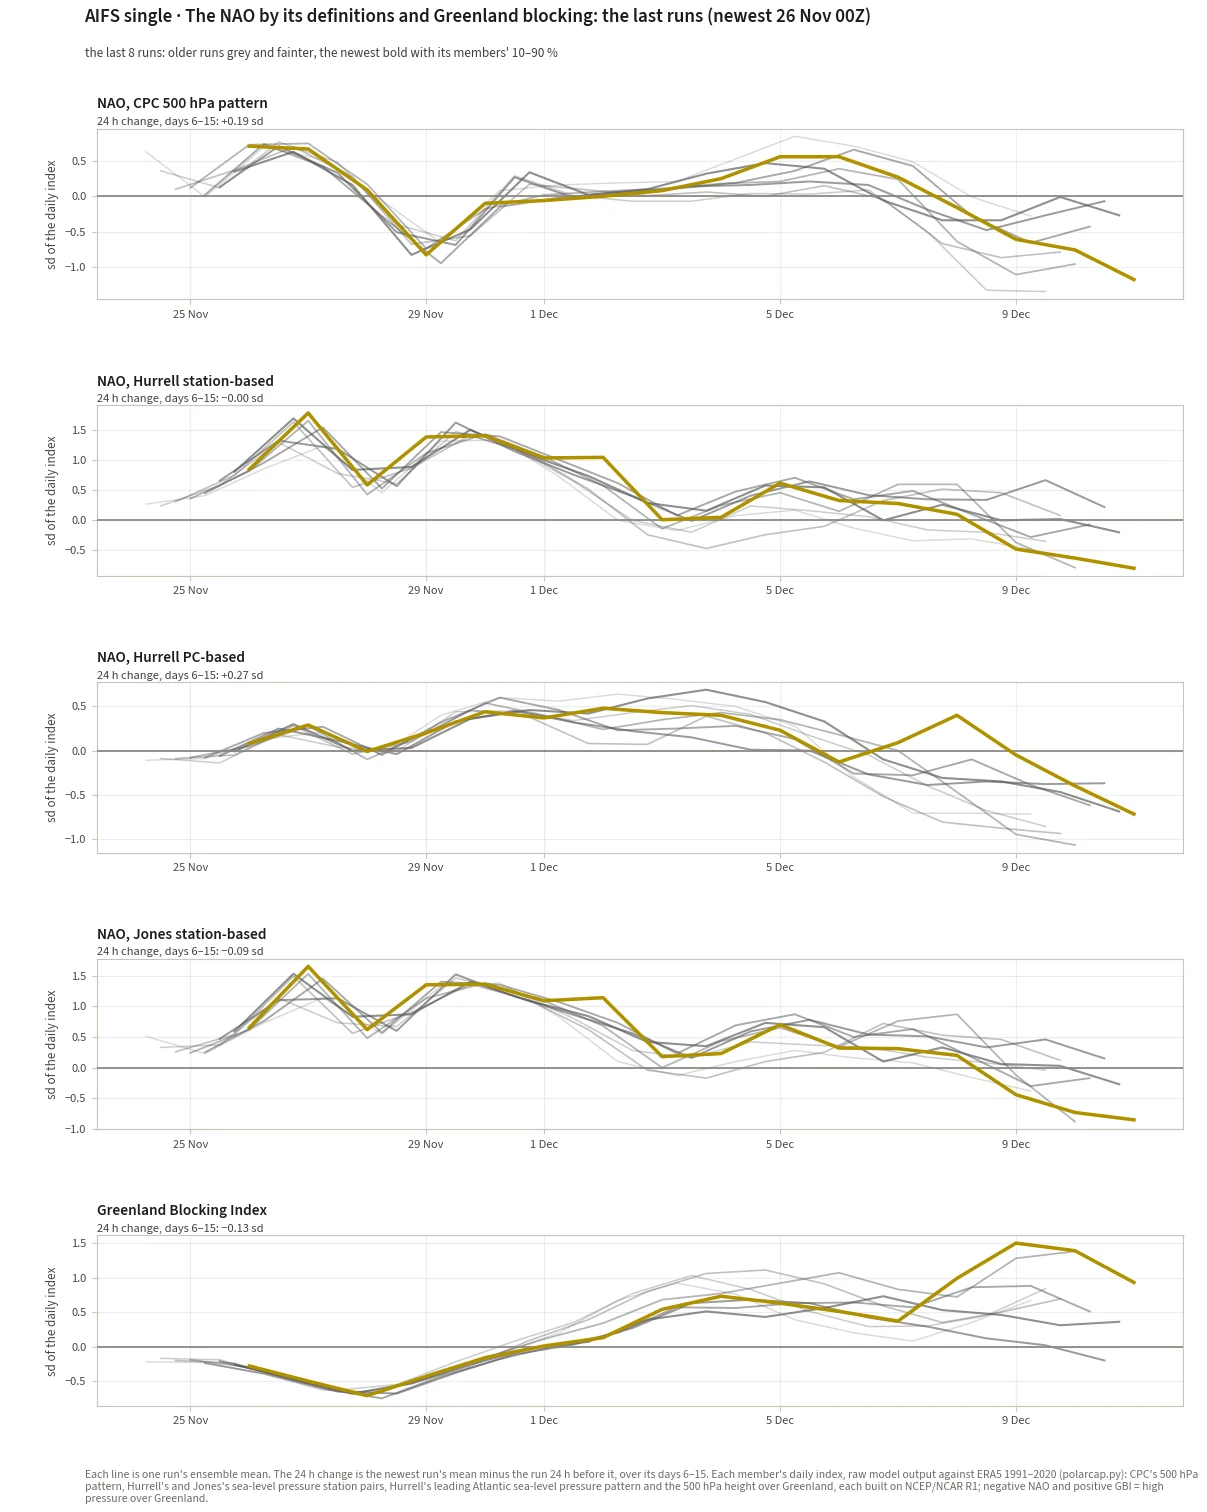 AIFS single · The NAO by its definitions and Greenland blocking: the last runs (newest 26 Nov 00Z)
the last 8 runs: older runs grey and fainter, the newest bold with its members' 10–90 %
NAO, CPC 500 hPa pattern
24 h change, days 6–15: +0.19 sd
sd of the daily index
0.5
0.0
−0.5
−1.0
25 Nov
29 Nov
1 Dec
5 Dec
9 Dec
NAO, Hurrell station-based
24 h change, days 6–15: −0.00 sd
sd of the daily index
1.5
1.0
0.5
0.0
−0.5
25 Nov
29 Nov
1 Dec
5 Dec
9 Dec
NAO, Hurrell PC-based
24 h change, days 6–15: +0.27 sd
sd of the daily index
0.5
0.0
−0.5
−1.0
25 Nov
29 Nov
1 Dec
5 Dec
9 Dec
NAO, Jones station-based
24 h change, days 6–15: −0.09 sd
sd of the daily index
1.5
1.0
0.5
0.0
−0.5
−1.0
25 Nov
29 Nov
1 Dec
5 Dec
9 Dec
Greenland Blocking Index
24 h change, days 6–15: −0.13 sd
sd of the daily index
1.5
1.0
0.5
0.0
−0.5
25 Nov
29 Nov
1 Dec
5 Dec
9 Dec
Each line is one run's ensemble mean. The 24 h change is the newest run's mean minus the run 24 h before it, over its days 6–15. Each member's daily index, raw model output against ERA5 1991–2020 (polarcap.py): CPC's 500 hPa
pattern, Hurrell's and Jones's sea-level pressure station pairs, Hurrell's leading Atlantic sea-level pressure pattern and the 500 hPa height over Greenland, each built on NCEP/NCAR R1; negative NAO and positive GBI = high
pressure over Greenland.